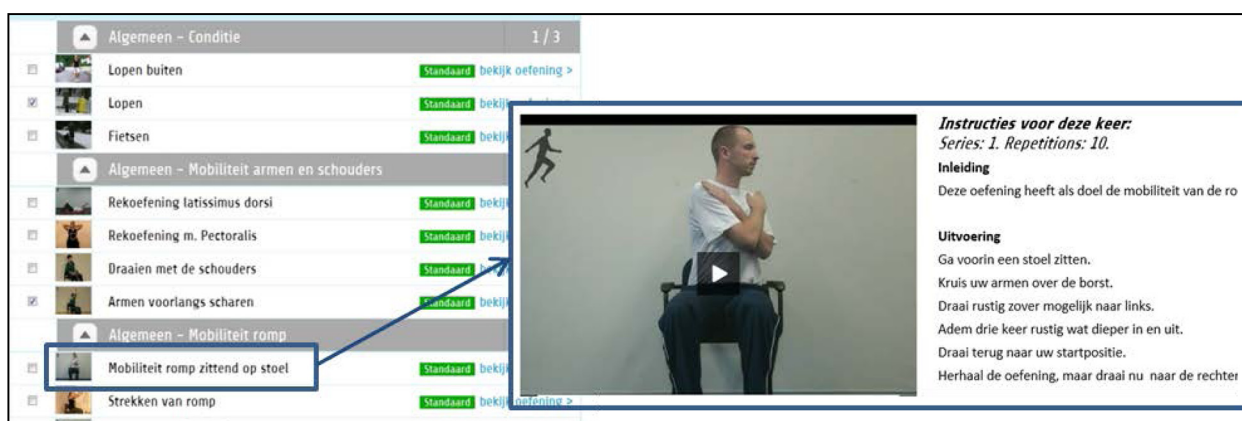 Algemeen – Conditie 1 / 3
Lopen buiten Standaard bekijk oefening >
Lopen Standaard
Fietsen Standaard
Algemeen – Mobiliteit armen en schouders
Rekoefening latissimus dorsi Standaard
Rekoefening m. Pectoralis Standaard
Draaien met de schouders Standaard
Armen voorlangs scharen Standaard
Algemeen – Mobiliteit romp
Mobiliteit romp zittend op stoel Standaard
Strekken van romp Standaard bekijk oefening >
Instructies voor deze keer:
Series: 1. Repetitions: 10.
Inleiding
Deze oefening heeft als doel de mobiliteit van de ro
Uitvoering
Ga voorin een stoel zitten.
Kruis uw armen over de borst.
Draai rustig zover mogelijk naar links.
Adem drie keer rustig wat dieper in en uit.
Draai terug naar uw startpositie.
Herhaal de oefening, maar draai nu naar de rechter